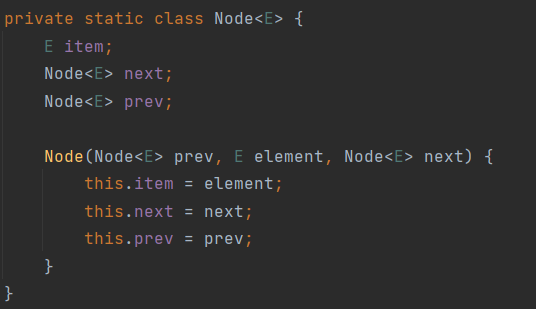 private static class Node<E> {
    E item;
    Node<E> next;
    Node<E> prev;

    Node(Node<E> prev, E element, Node<E> next) {
        this.item = element;
        this.next = next;
        this.prev = prev;
    }
}